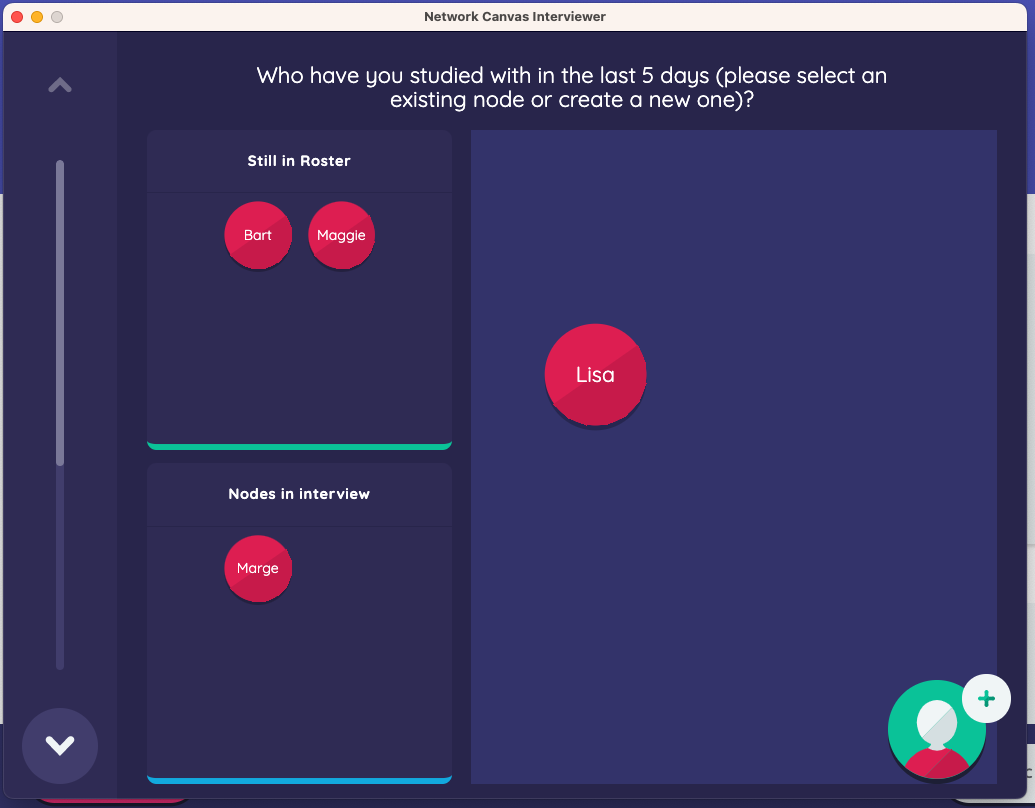 Network Canvas Interviewer
Who have you studied with in the last 5 days (please select an
existing node or create a new one)?
Still in Roster
Bart
Maggie
Lisa
Nodes in interview
Marge